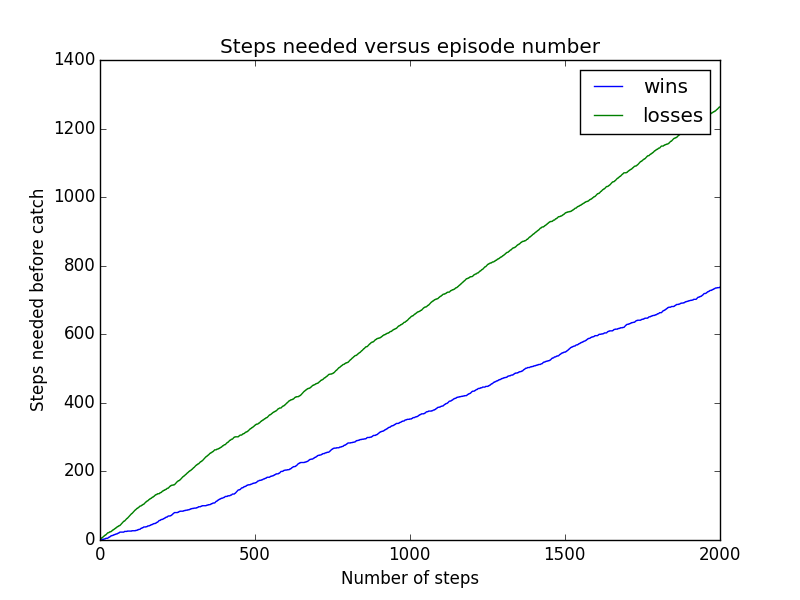 Steps needed versus episode number
1400
1200
1000
800
600
400
200
0
Steps needed before catch
wins
losses
0 500 1000 1500 2000
Number of steps